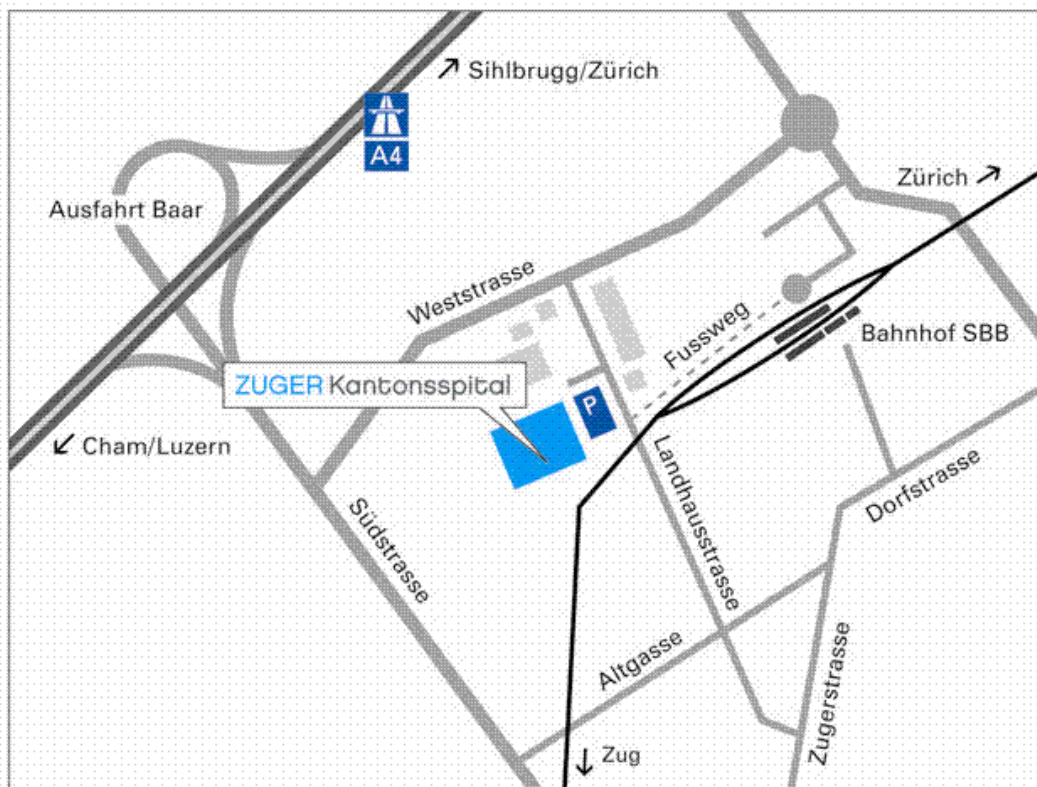 Sihlbrugg/Zürich
A4
Zürich
Ausfahrt Baar
Weststrasse
Fussweg
Bahnhof SBB
ZUGER Kantonsspital
P
Cham/Luzern
Landhausstrasse
Dorfstrasse
Südstrasse
Altgasse
Zugerstrasse
Zug